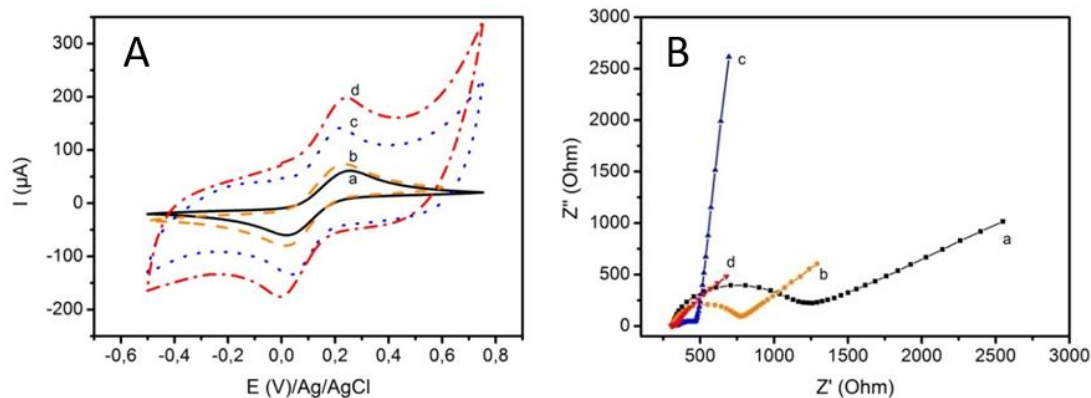 A
300
200
100
0
-100
-200
I (µA)
d
c
b
a
-0,6 -0,4 -0,2 0,0 0,2 0,4 0,6 0,8
E (V)/Ag/AgCl
B
3000
2500
2000
1500
1000
500
0
Z" (Ohm)
c
a
d
b
500 1000 1500 2000 2500 3000
Z' (Ohm)